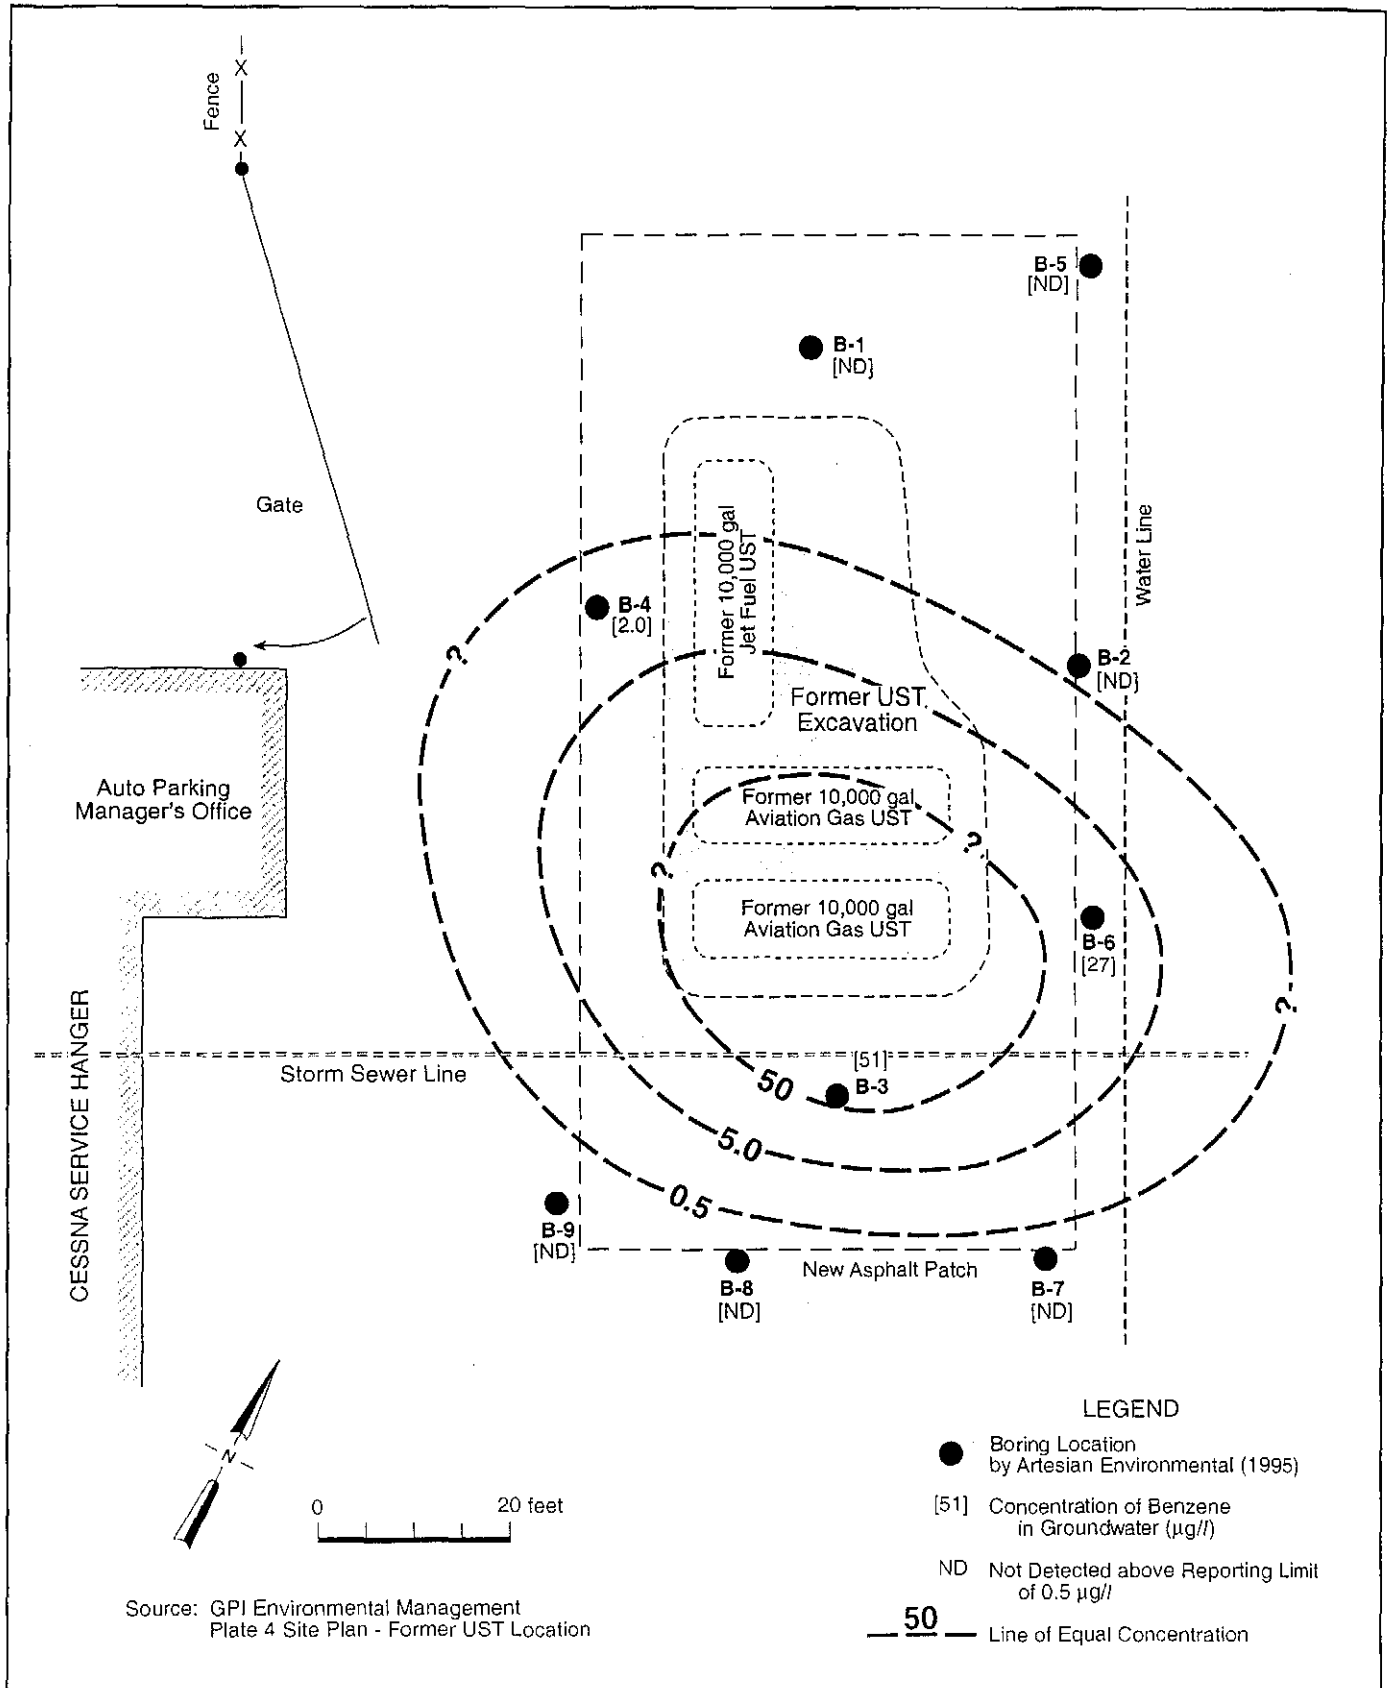 X
Fence
X
B-5
[ND]
B-1
[ND]
Gate
Former 10,000 gal
Jet Fuel UST
Water Line
B-4
[2.0]
?
B-2
[ND]
Former UST
Excavation
Auto Parking
Manager's Office
Former 10,000 gal
Aviation Gas UST
?
?
Former 10,000 gal
Aviation Gas UST
B-6
[27]
?
CESSNA SERVICE HANGER
Storm Sewer Line
[51]
50
B-3
5.0
0.5
B-9
[ND]
New Asphalt Patch
B-8
[ND]
B-7
[ND]
N
0 20 feet
LEGEND
Boring Location
by Artesian Environmental (1995)
[51] Concentration of Benzene
in Groundwater (µg/l)
ND Not Detected above Reporting Limit
of 0.5 µg/l
50 Line of Equal Concentration
Source: GPI Environmental Management
Plate 4 Site Plan - Former UST Location